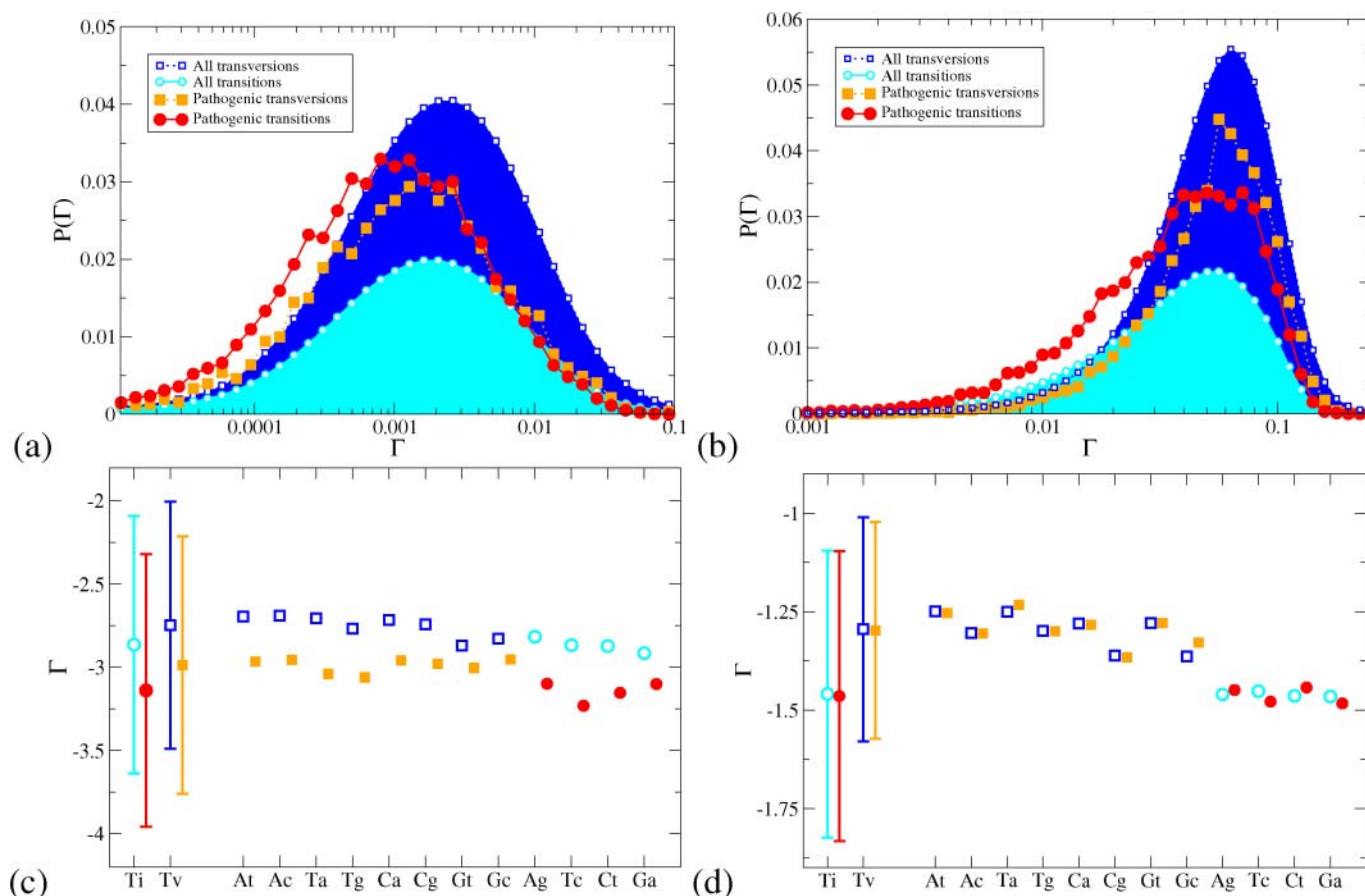 0.05
0.04
0.03
0.02
0.01
0
P(Γ)
All transversions
All transitions
Pathogenic transversions
Pathogenic transitions
0.0001 0.001 0.01 0.1
Γ
(a)
0.06
0.05
0.04
0.03
0.02
0.01
0
P(Γ)
All transversions
All transitions
Pathogenic transversions
Pathogenic transitions
0.001 0.01 0.1
Γ
(b)
-2
-2.5
-3
-3.5
-4
Γ
Ti Tv At Ac Ta Tg Ca Cg Gt Gc Ag Tc Ct Ga
(c)
-1
-1.25
-1.5
-1.75
Γ
Ti Tv At Ac Ta Tg Ca Cg Gt Gc Ag Tc Ct Ga
(d)